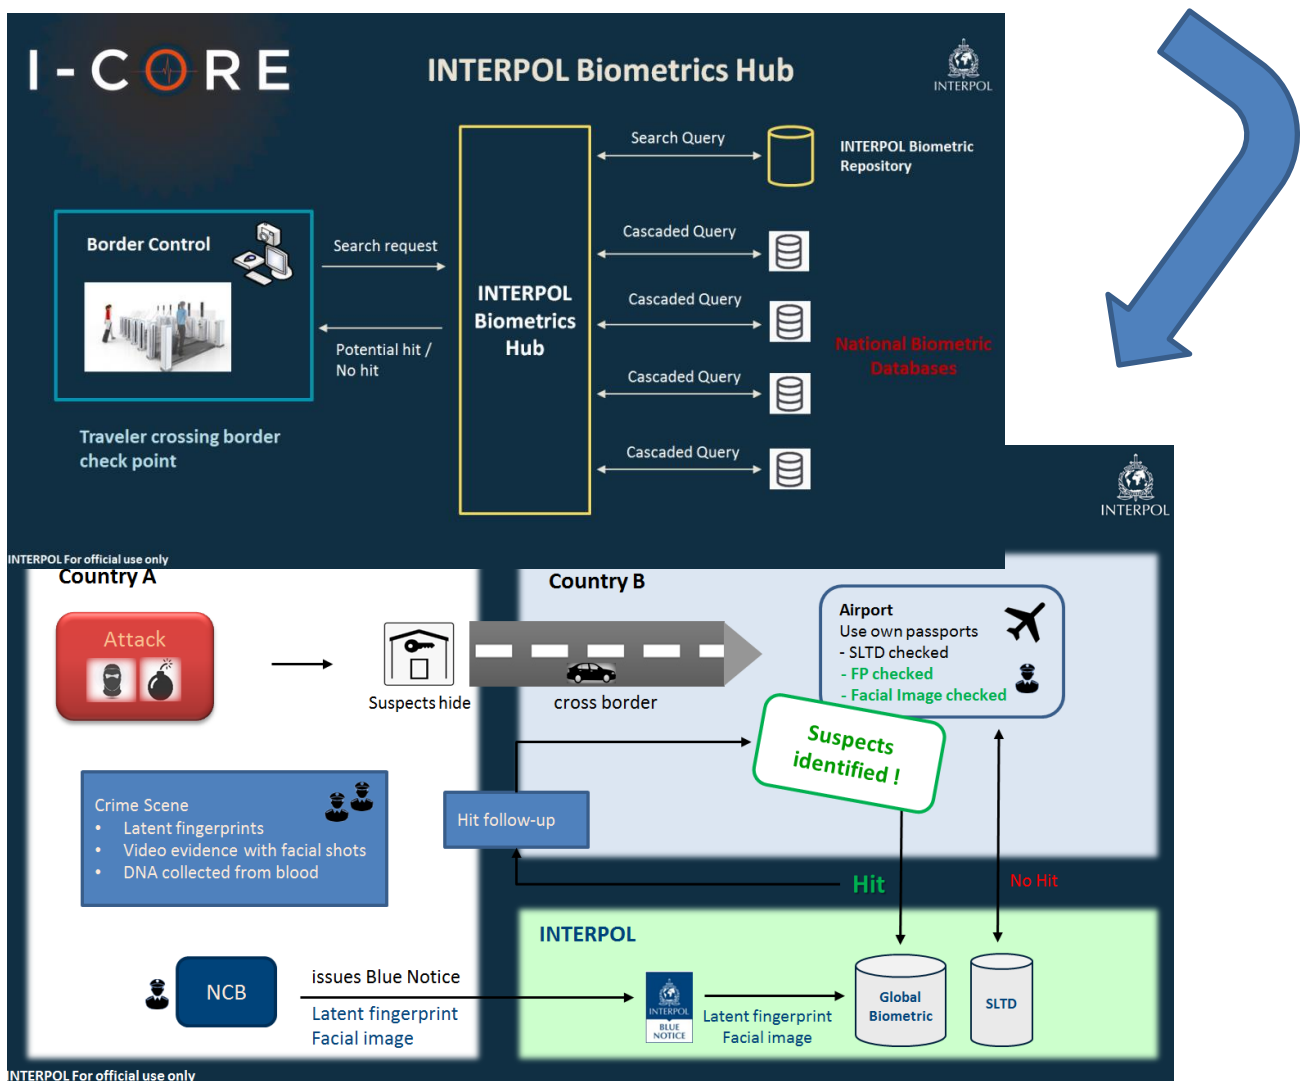 I-CORE
INTERPOL Biometrics Hub
INTERPOL
Search Query
INTERPOL Biometric
Repository
Border Control
Search request
Cascaded Query
Cascaded Query
INTERPOL
Biometrics
Hub
Potential hit /
No hit
National Biometric
Databases
Cascaded Query
Cascaded Query
Traveler crossing border
check point
INTERPOL For official use only
INTERPOL
Country A
Country B
Attack
Suspects hide
cross border
Airport
Use own passports
- SLTD checked
- FP checked
- Facial Image checked
Suspects
identified !
Crime Scene
• Latent fingerprints
• Video evidence with facial shots
• DNA collected from blood
Hit follow-up
Hit
No Hit
INTERPOL
NCB
issues Blue Notice
Latent fingerprint
Facial image
INTERPOL
BLUE
NOTICE
Latent fingerprint
Facial image
Global
Biometric
SLTD
INTERPOL For official use only